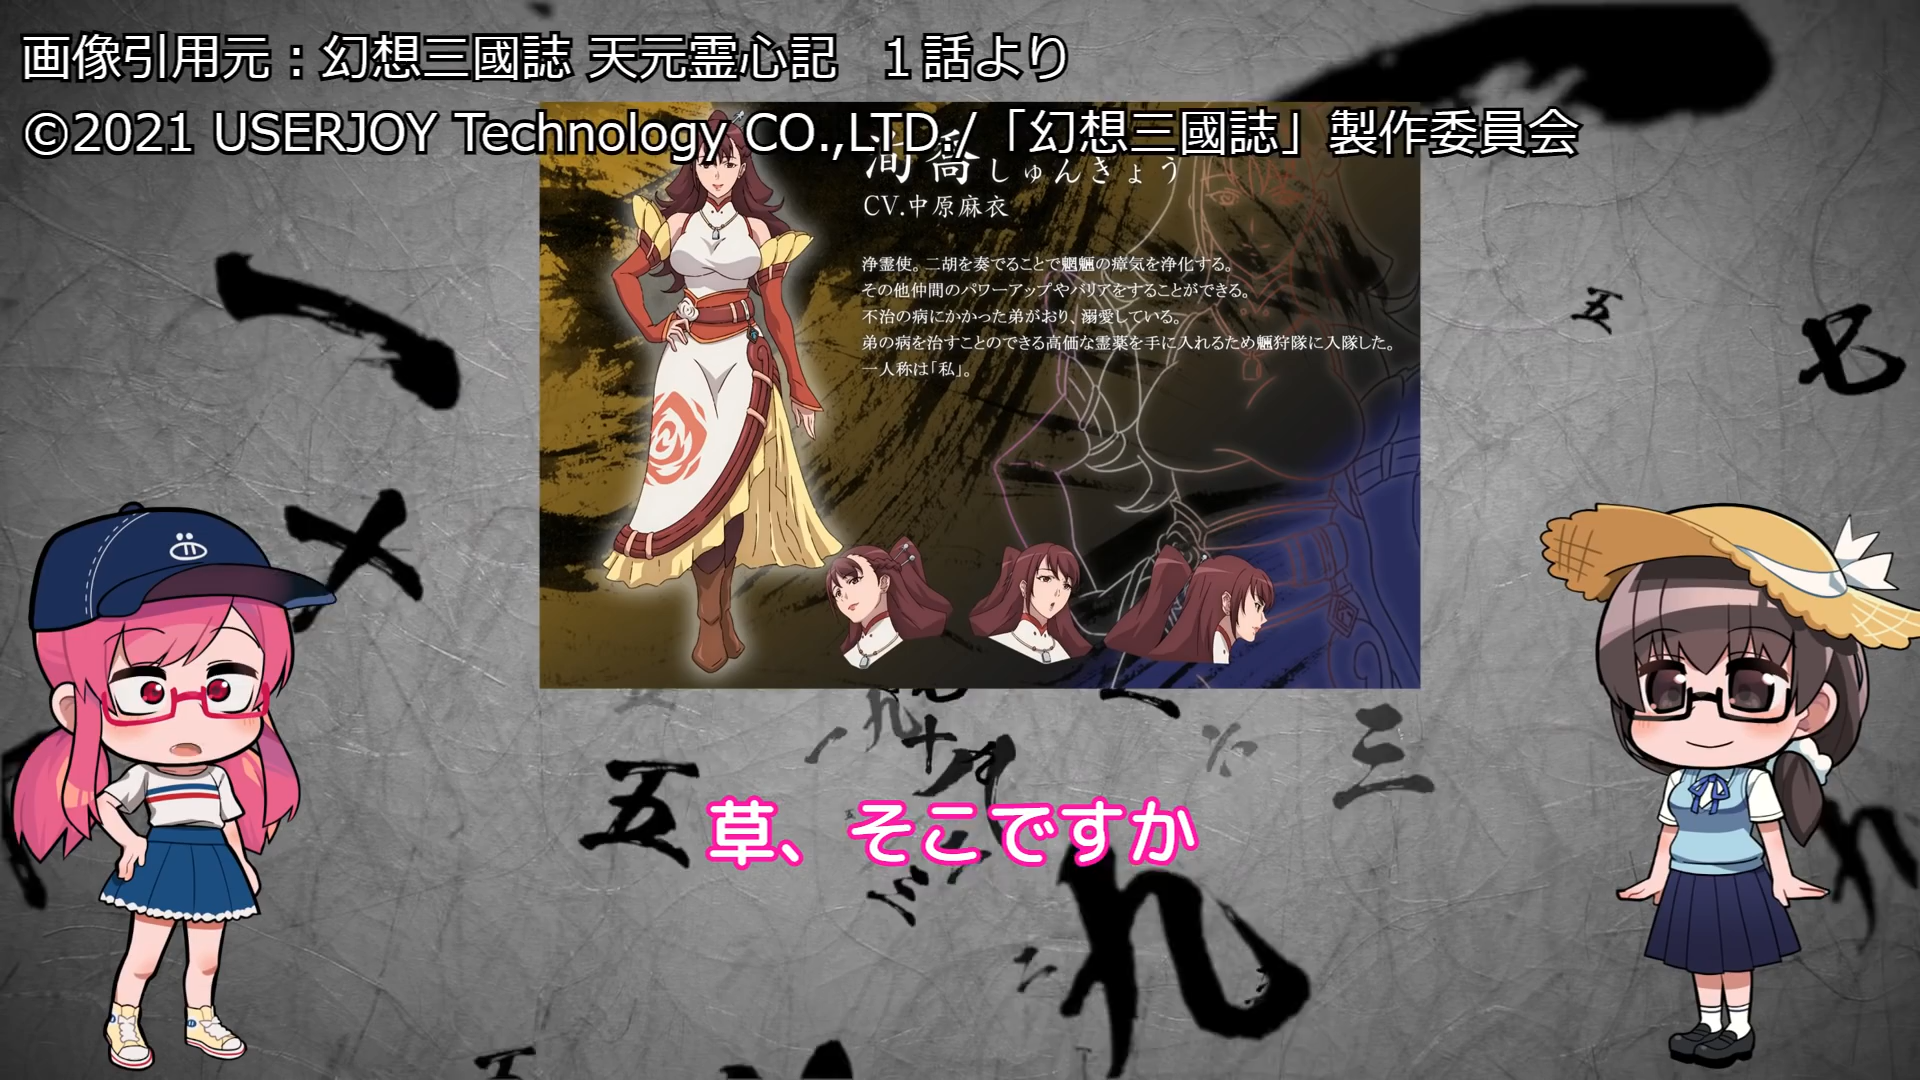 画像引用元：幻想三國誌 天元霊心記　１話より
©2021 USERJOY Technology CO.,LTD./「幻想三國誌」製作委員会
洵喬しゅんきょう
CV.中原麻衣
浄霊使。二胡を奏でることで魍魎の瘴気を浄化する。
その他仲間のパワーアップやバリアをすることができる。
不治の病にかかった弟がおり、溺愛している。
弟の病を治すことのできる高価な霊薬を手に入れるため魍狩隊に入隊した。
一人称は「私」。
五
七
五
三
草、そこですか